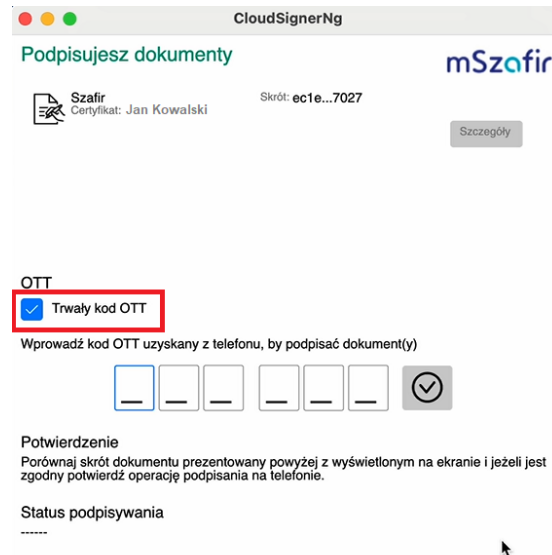 CloudSignerNg
Podpisujesz dokumenty
mSzafir
Szafir
Skrót: ec1e...7027
Certyfikat: Jan Kowalski
Szczegóły
OTT
Trwały kod OTT
Wprowadź kod OTT uzyskany z telefonu, by podpisać dokument(y)
Potwierdzenie
Porównaj skrót dokumentu prezentowany powyżej z wyświetlonym na ekranie i jeżeli jest
zgodny potwierdź operację podpisania na telefonie.
Status podpisywania
------